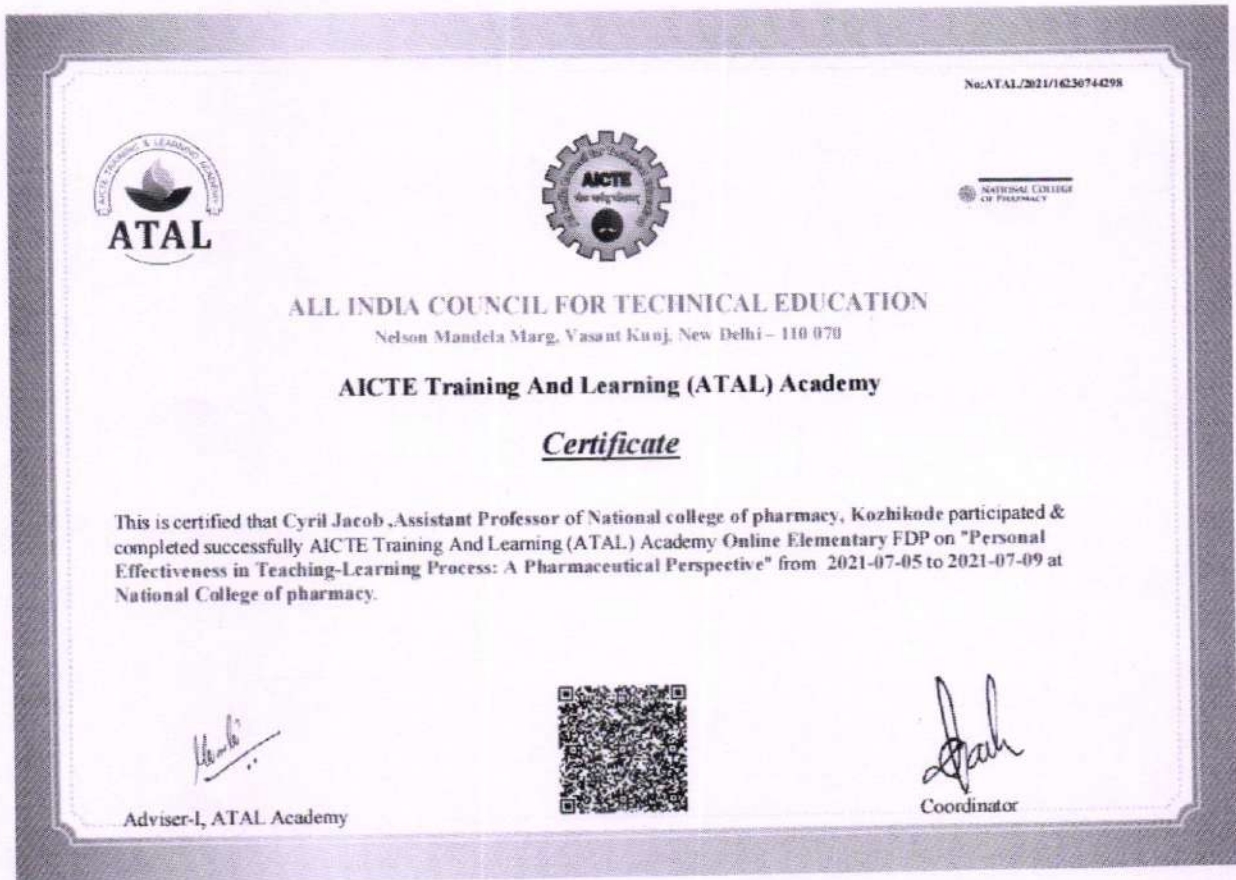 No:ATAL/2021/16230744298
AICTE TRAINING & LEARNING ACADEMY
ATAL
AICTE
NATIONAL COLLEGE
OF PHARMACY
ALL INDIA COUNCIL FOR TECHNICAL EDUCATION
Nelson Mandela Marg, Vasant Kunj, New Delhi – 110 070
AICTE Training And Learning (ATAL) Academy
Certificate
This is certified that Cyril Jacob ,Assistant Professor of National college of pharmacy, Kozhikode participated &
completed successfully AICTE Training And Learning (ATAL) Academy Online Elementary FDP on "Personal
Effectiveness in Teaching-Learning Process: A Pharmaceutical Perspective" from 2021-07-05 to 2021-07-09 at
National College of pharmacy.
Adviser-I, ATAL Academy
Coordinator